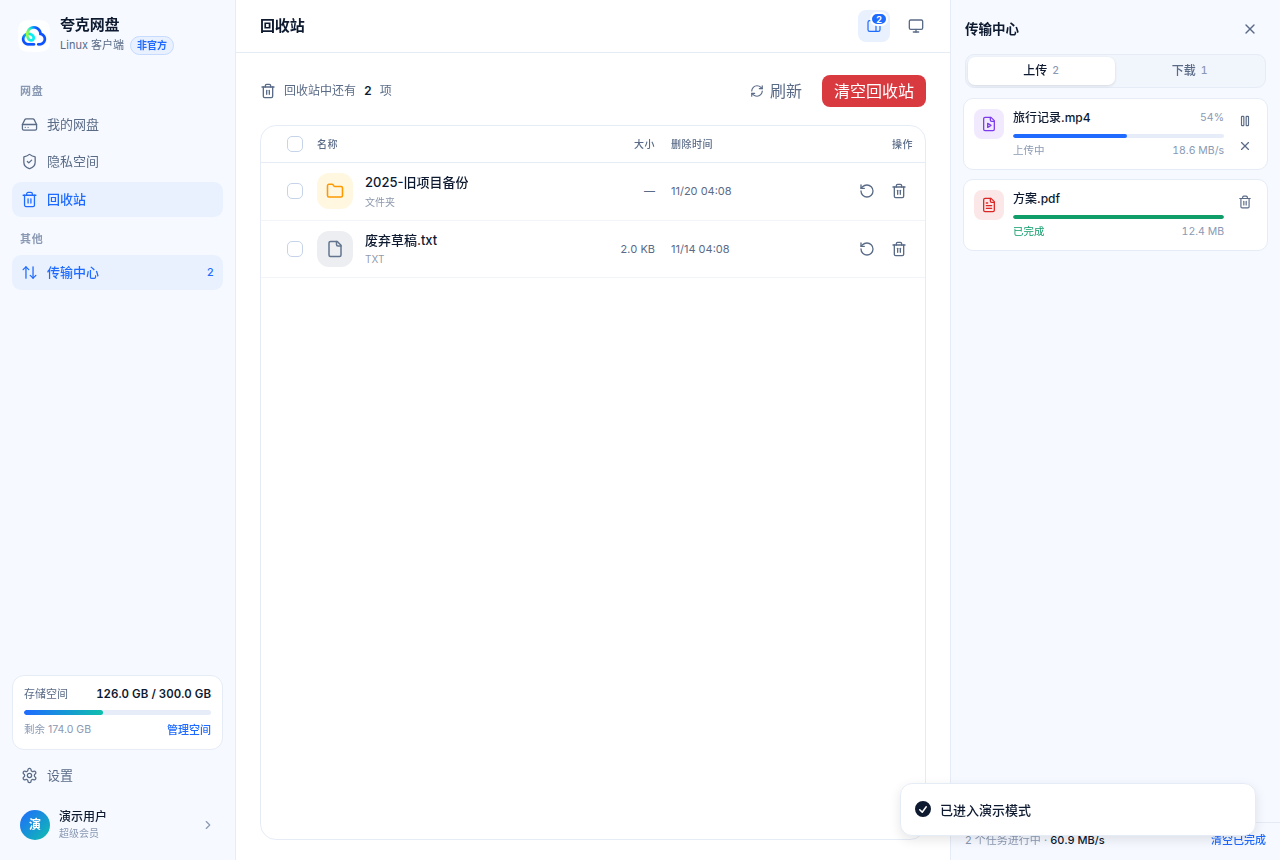 夸克网盘
Linux 客户端 非官方
网盘
我的网盘
隐私空间
回收站
其他
传输中心 2
存储空间 126.0 GB / 300.0 GB
剩余 174.0 GB 管理空间
设置
演 演示用户
超级会员
回收站
2
回收站中还有 2 项
刷新 清空回收站
名称 大小 删除时间 操作
2025-旧项目备份
文件夹
— 11/20 04:08
废弃草稿.txt
TXT
2.0 KB 11/14 04:08
传输中心
上传 2 下载 1
旅行记录.mp4 54%
上传中 18.6 MB/s
方案.pdf
已完成 12.4 MB
已进入演示模式
2 个任务进行中 · 60.9 MB/s 清空已完成